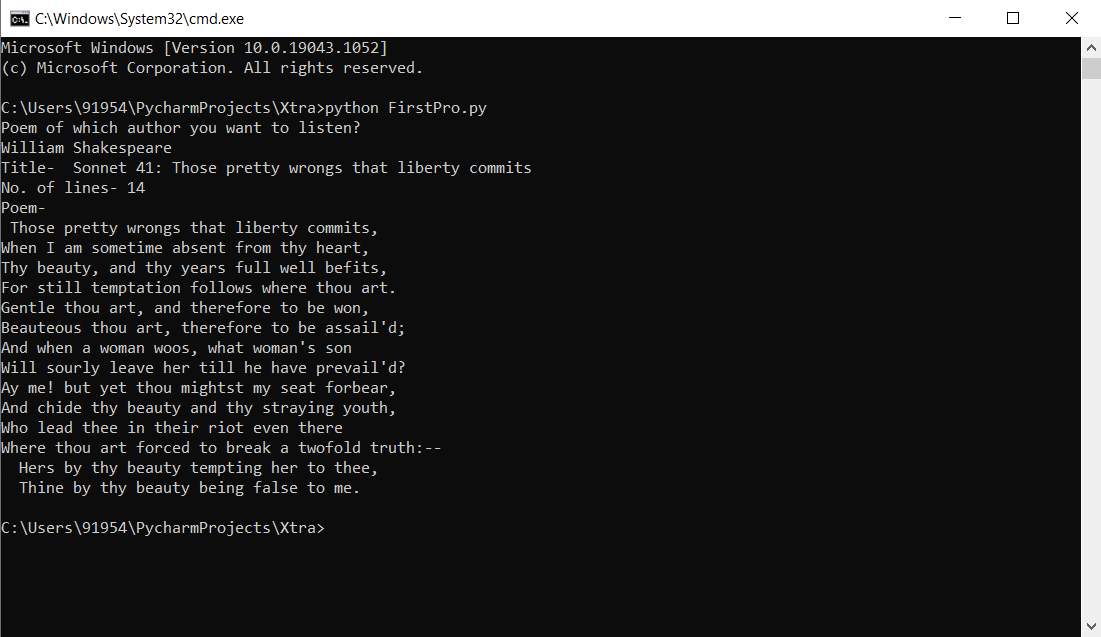 C:\Windows\System32\cmd.exe
Microsoft Windows [Version 10.0.19043.1052]
(c) Microsoft Corporation. All rights reserved.
C:\Users\91954\PycharmProjects\Xtra>python FirstPro.py
Poem of which author you want to listen?
William Shakespeare
Title-  Sonnet 41: Those pretty wrongs that liberty commits
No. of lines- 14
Poem-
 Those pretty wrongs that liberty commits,
When I am sometime absent from thy heart,
Thy beauty, and thy years full well befits,
For still temptation follows where thou art.
Gentle thou art, and therefore to be won,
Beauteous thou art, therefore to be assail'd;
And when a woman woos, what woman's son
Will sourly leave her till he have prevail'd?
Ay me! but yet thou mightst my seat forbear,
And chide thy beauty and thy straying youth,
Who lead thee in their riot even there
Where thou art forced to break a twofold truth:--
  Hers by thy beauty tempting her to thee,
  Thine by thy beauty being false to me.
C:\Users\91954\PycharmProjects\Xtra>